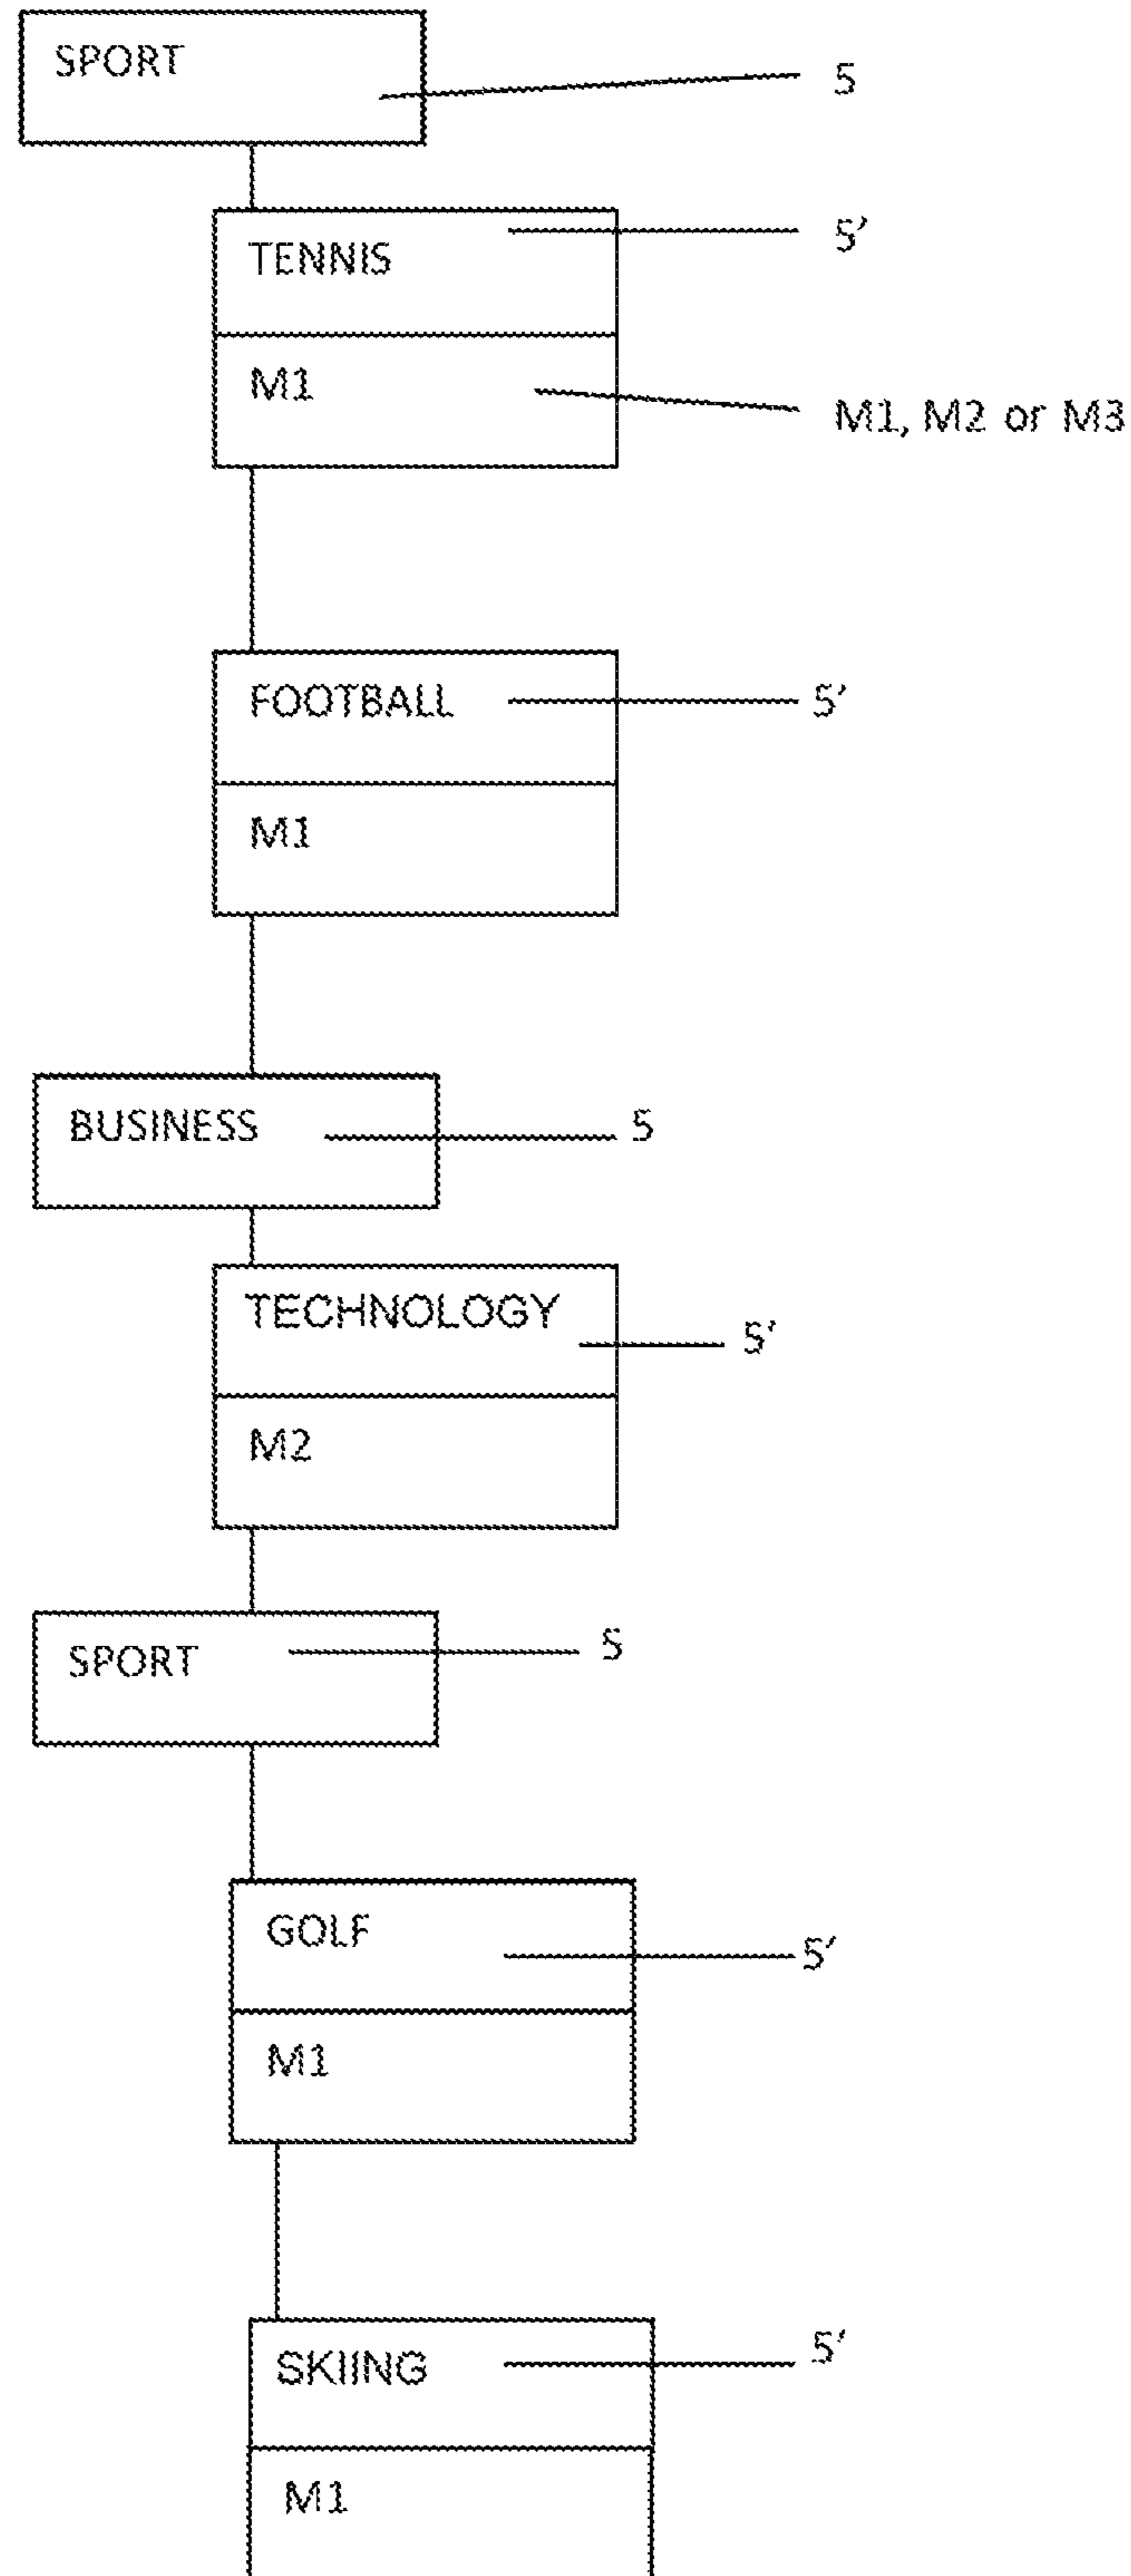 SPORT
5
TENNIS
5'
M1
M1, M2 or M3
FOOTBALL
5'
M1
BUSINESS
5
TECHNOLOGY
5'
M2
SPORT
5
GOLF
5'
M1
SKIING
5'
M1